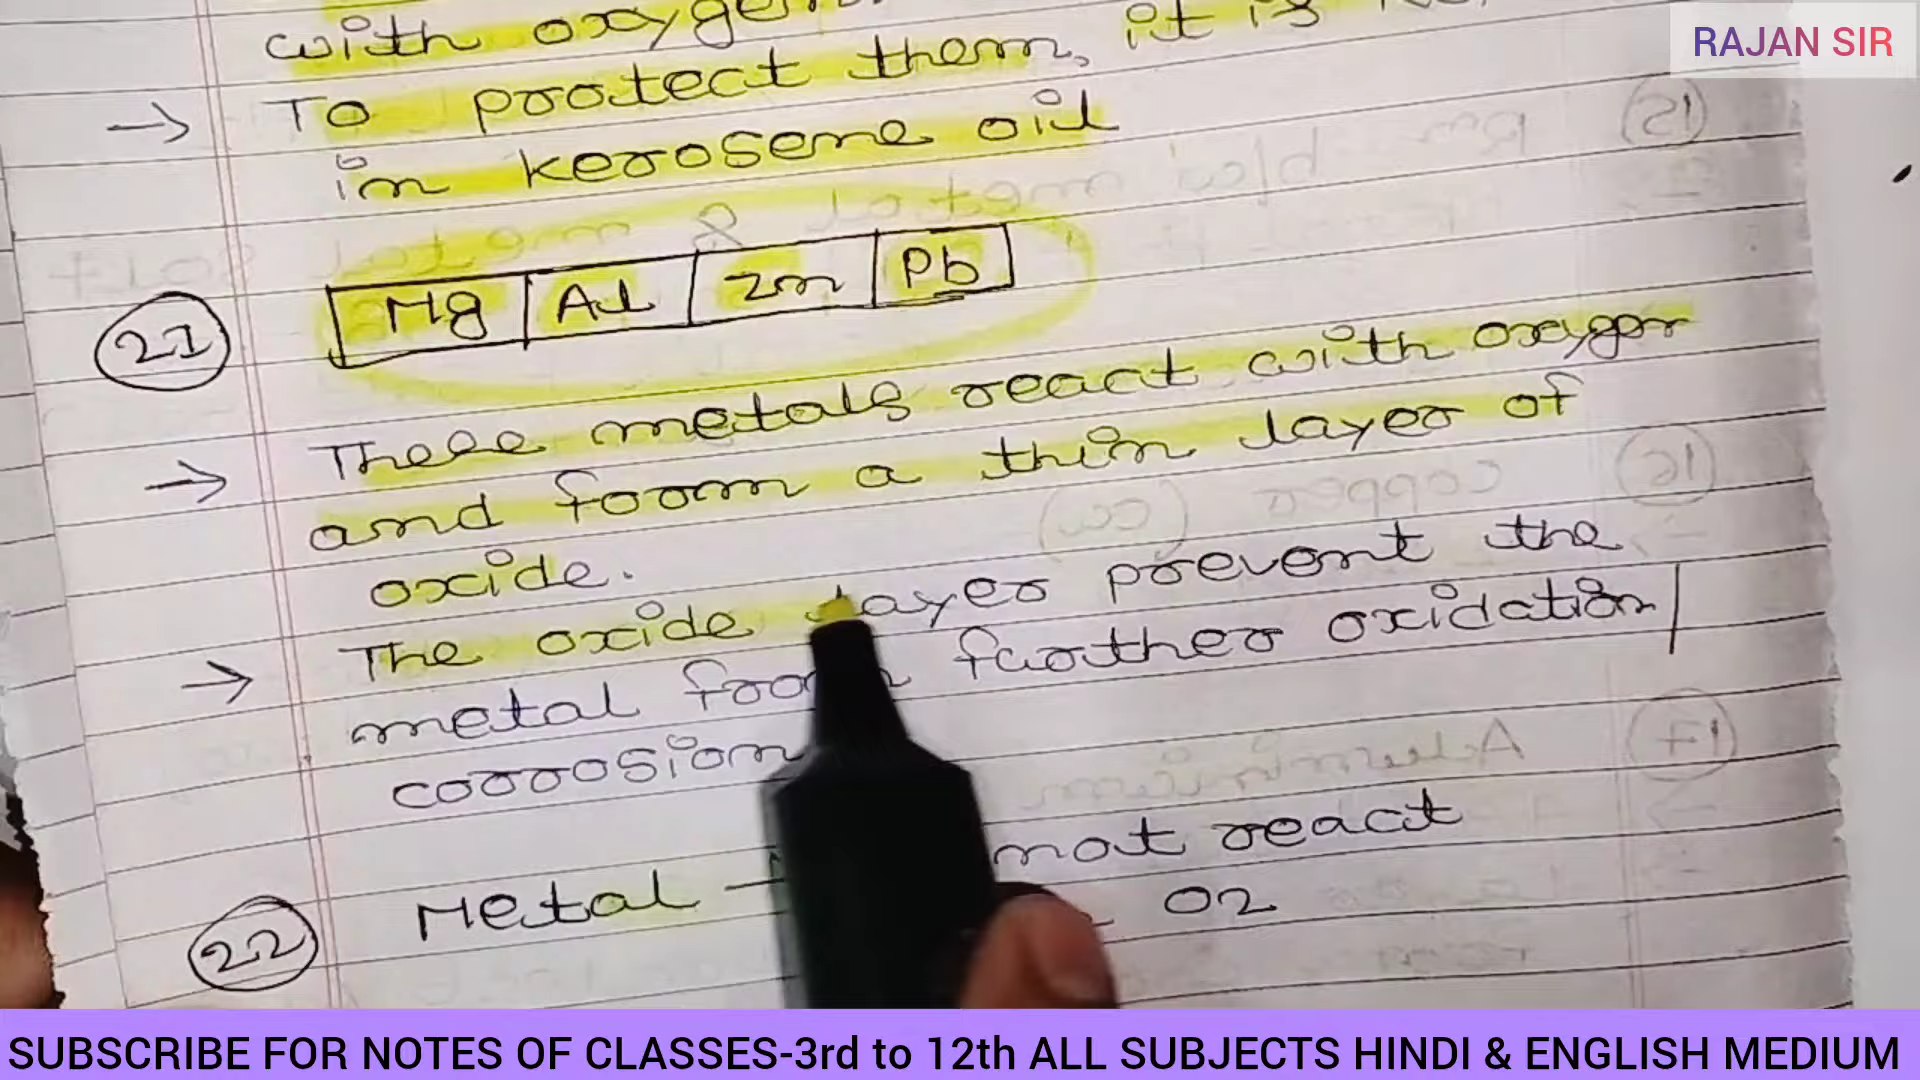 RAJAN SIR
with oxygen.
→ To protect them, it is
in kerosene oil
21 Mg Al Zn Pb
→ These metals react with oxygen
and form a thin layer of
oxide.
→ The oxide layer prevent the
metal from further oxidation/
corrosion
22 Metal → not react
O2
SUBSCRIBE FOR NOTES OF CLASSES-3rd to 12th ALL SUBJECTS HINDI & ENGLISH MEDIUM